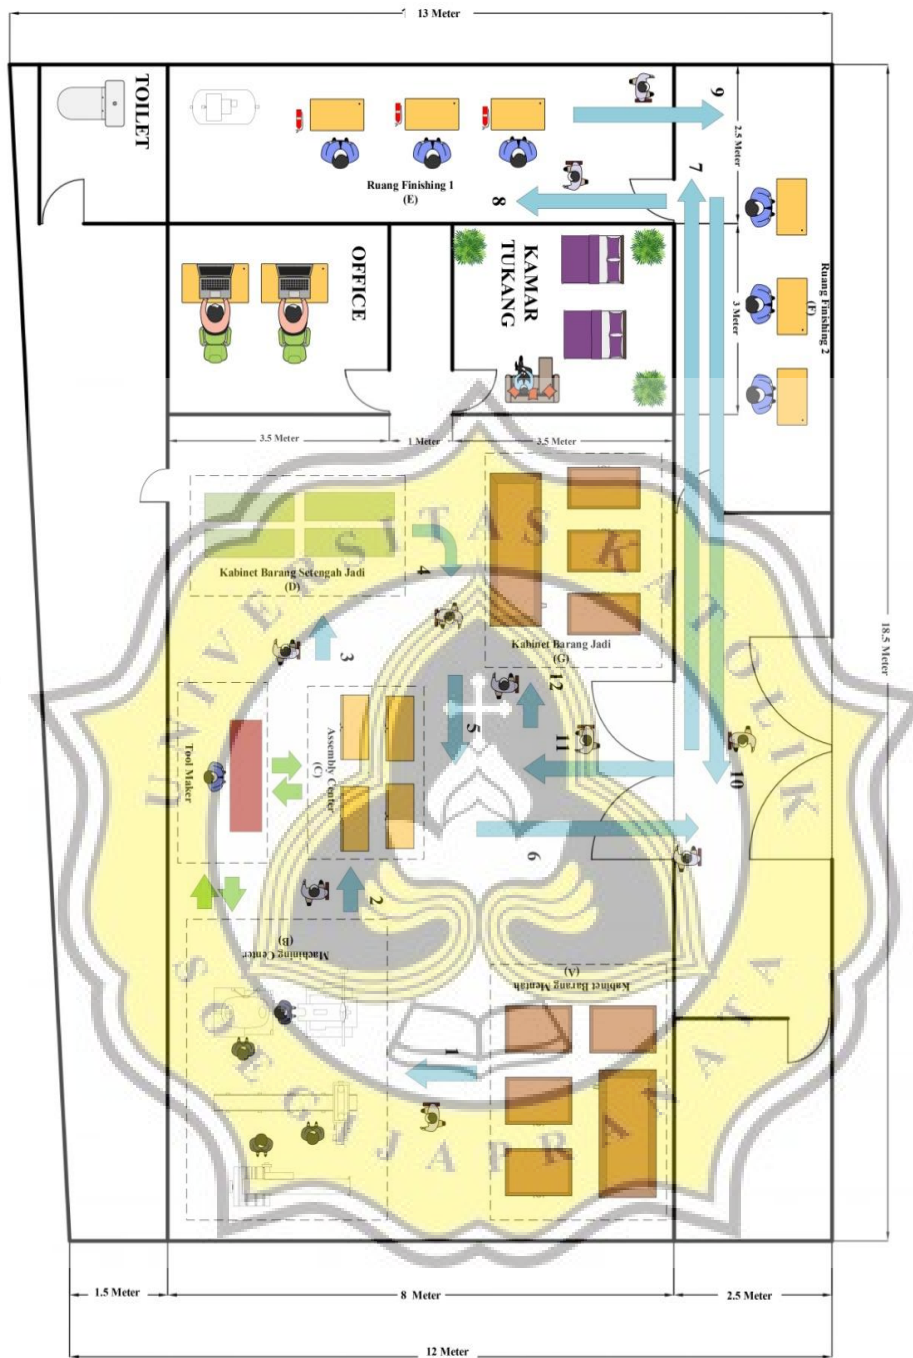 13 Meter
TOILET
9
2.5 Meter
7
Ruang Finishing 1
(E)
8
OFFICE
KAMAR
TUKANG
3 Meter
Ruang Finishing 2
(F)
3.5 Meter
1 Meter
3.5 Meter
Kabinet Barang Setengah Jadi
(D)
4
Kabinet Barang Jadi
(G)
18.5 Meter
3
12
Tool Maker
Assembly Center
(C)
5
11
10
6
2
Machining Center
(B)
Kabinet Barang Mentah
(A)
1
UNIVERSITAS KATOLIK
SOEGIJAPRANATA
1.5 Meter
8 Meter
2.5 Meter
12 Meter